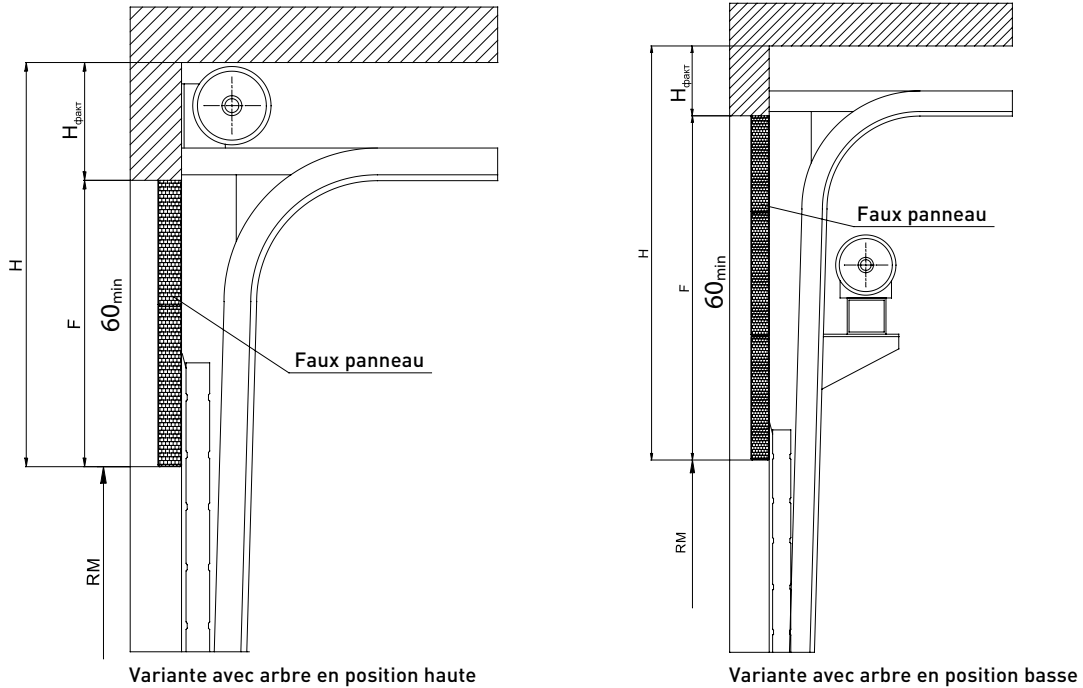 H
Hфакт
F
60min
RM
Faux panneau
Variante avec arbre en position haute
H
Hфакт
F
60min
RM
Faux panneau
Variante avec arbre en position basse